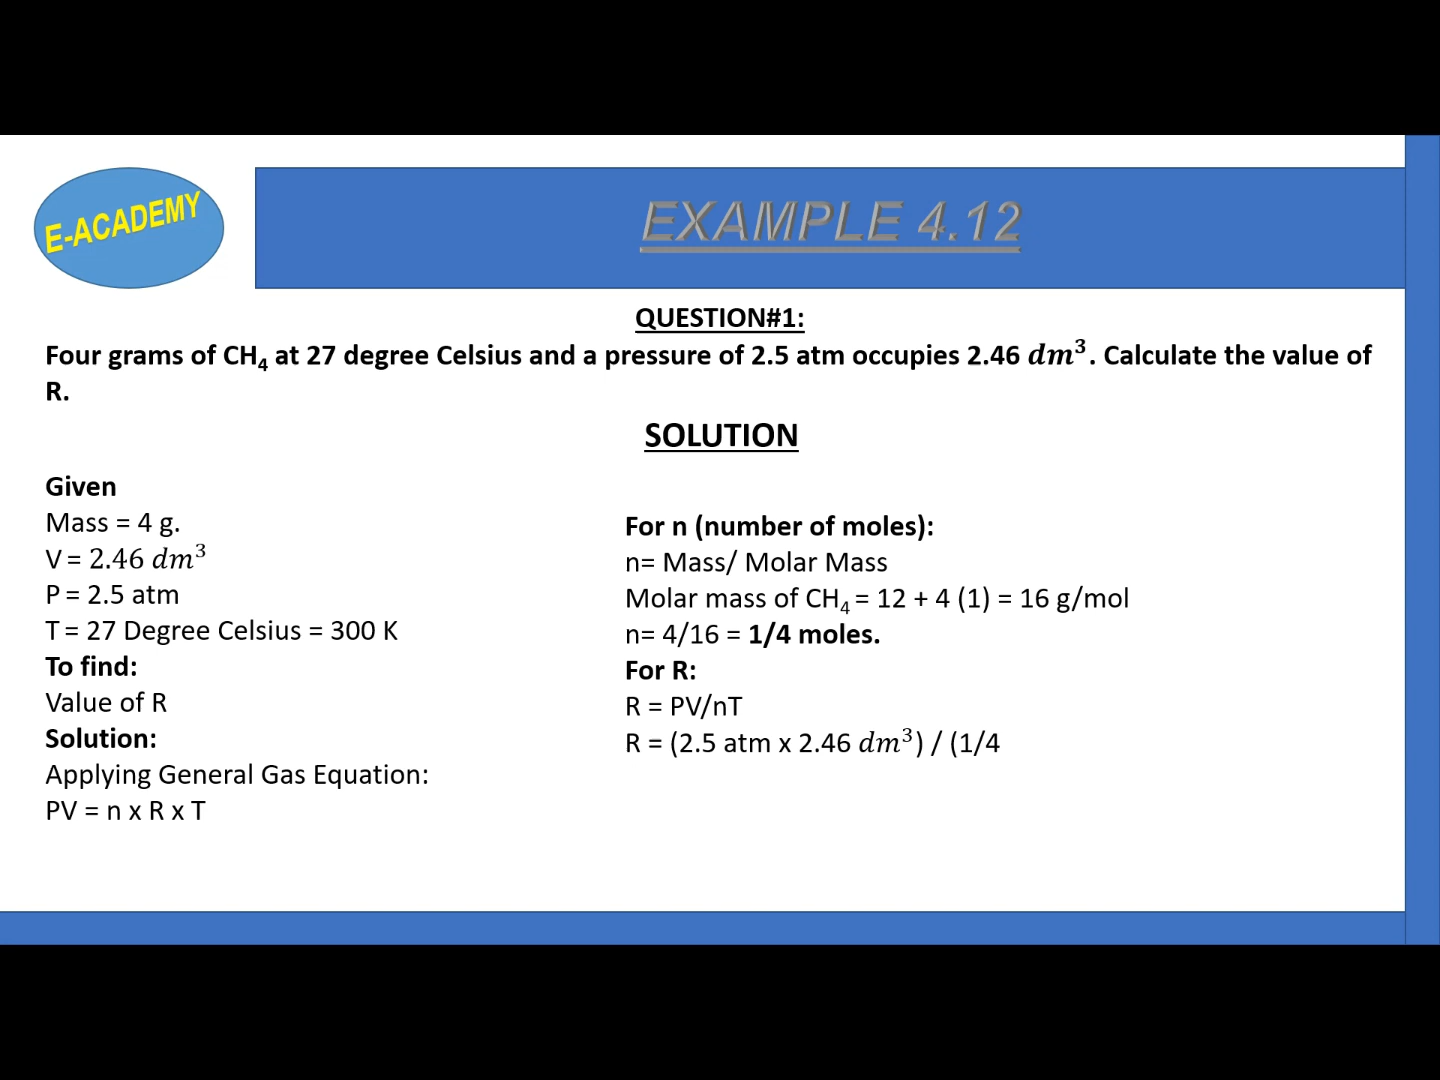 E-ACADEMY
EXAMPLE 4.12
QUESTION#1:
Four grams of CH₄ at 27 degree Celsius and a pressure of 2.5 atm occupies 2.46 dm³. Calculate the value of
R.
SOLUTION
Given
Mass = 4 g.
V = 2.46 dm³
P = 2.5 atm
T = 27 Degree Celsius = 300 K
To find:
Value of R
Solution:
Applying General Gas Equation:
PV = n x R x T
For n (number of moles):
n= Mass/ Molar Mass
Molar mass of CH₄ = 12 + 4 (1) = 16 g/mol
n= 4/16 = 1/4 moles.
For R:
R = PV/nT
R = (2.5 atm x 2.46 dm³) / (1/4